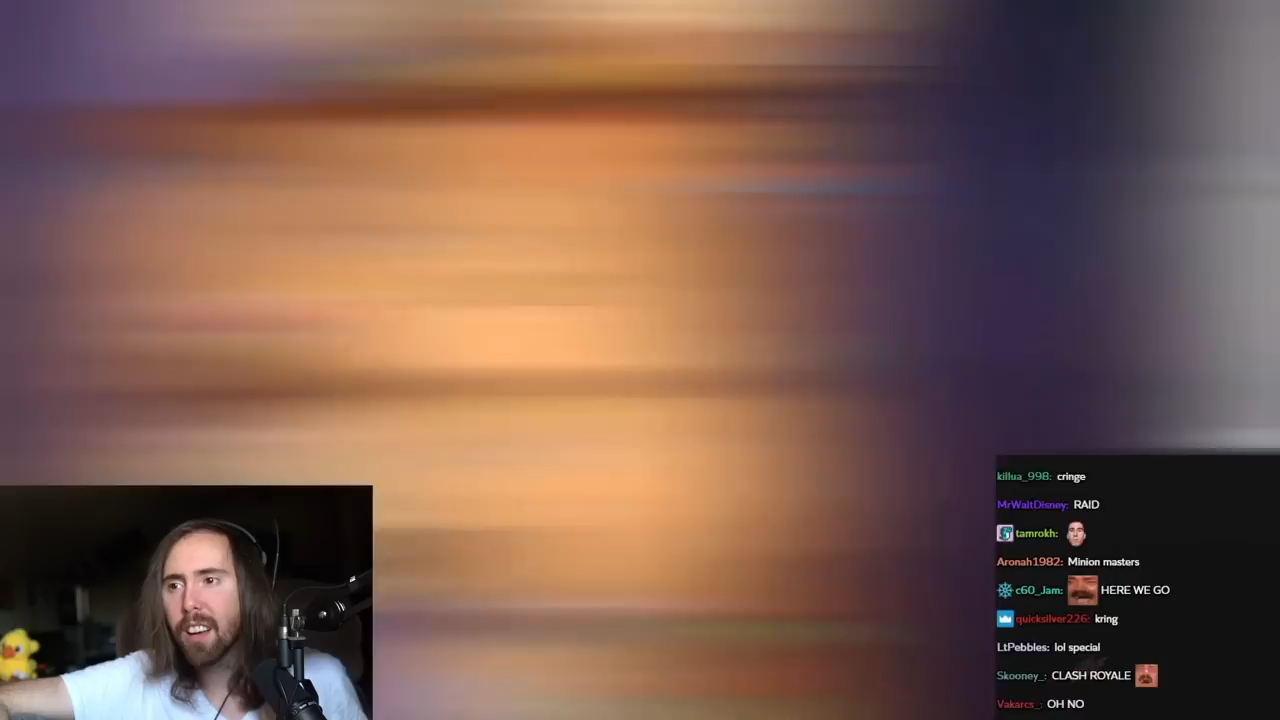 killua_998: cringe
MrWaltDisney: RAID
tamrokh:
Aronah1982: Minion masters
c60_Jam: HERE WE GO
quicksilver226: kring
LtPebbles: lol special
Skooney_: CLASH ROYALE
Vakarcs_: OH NO